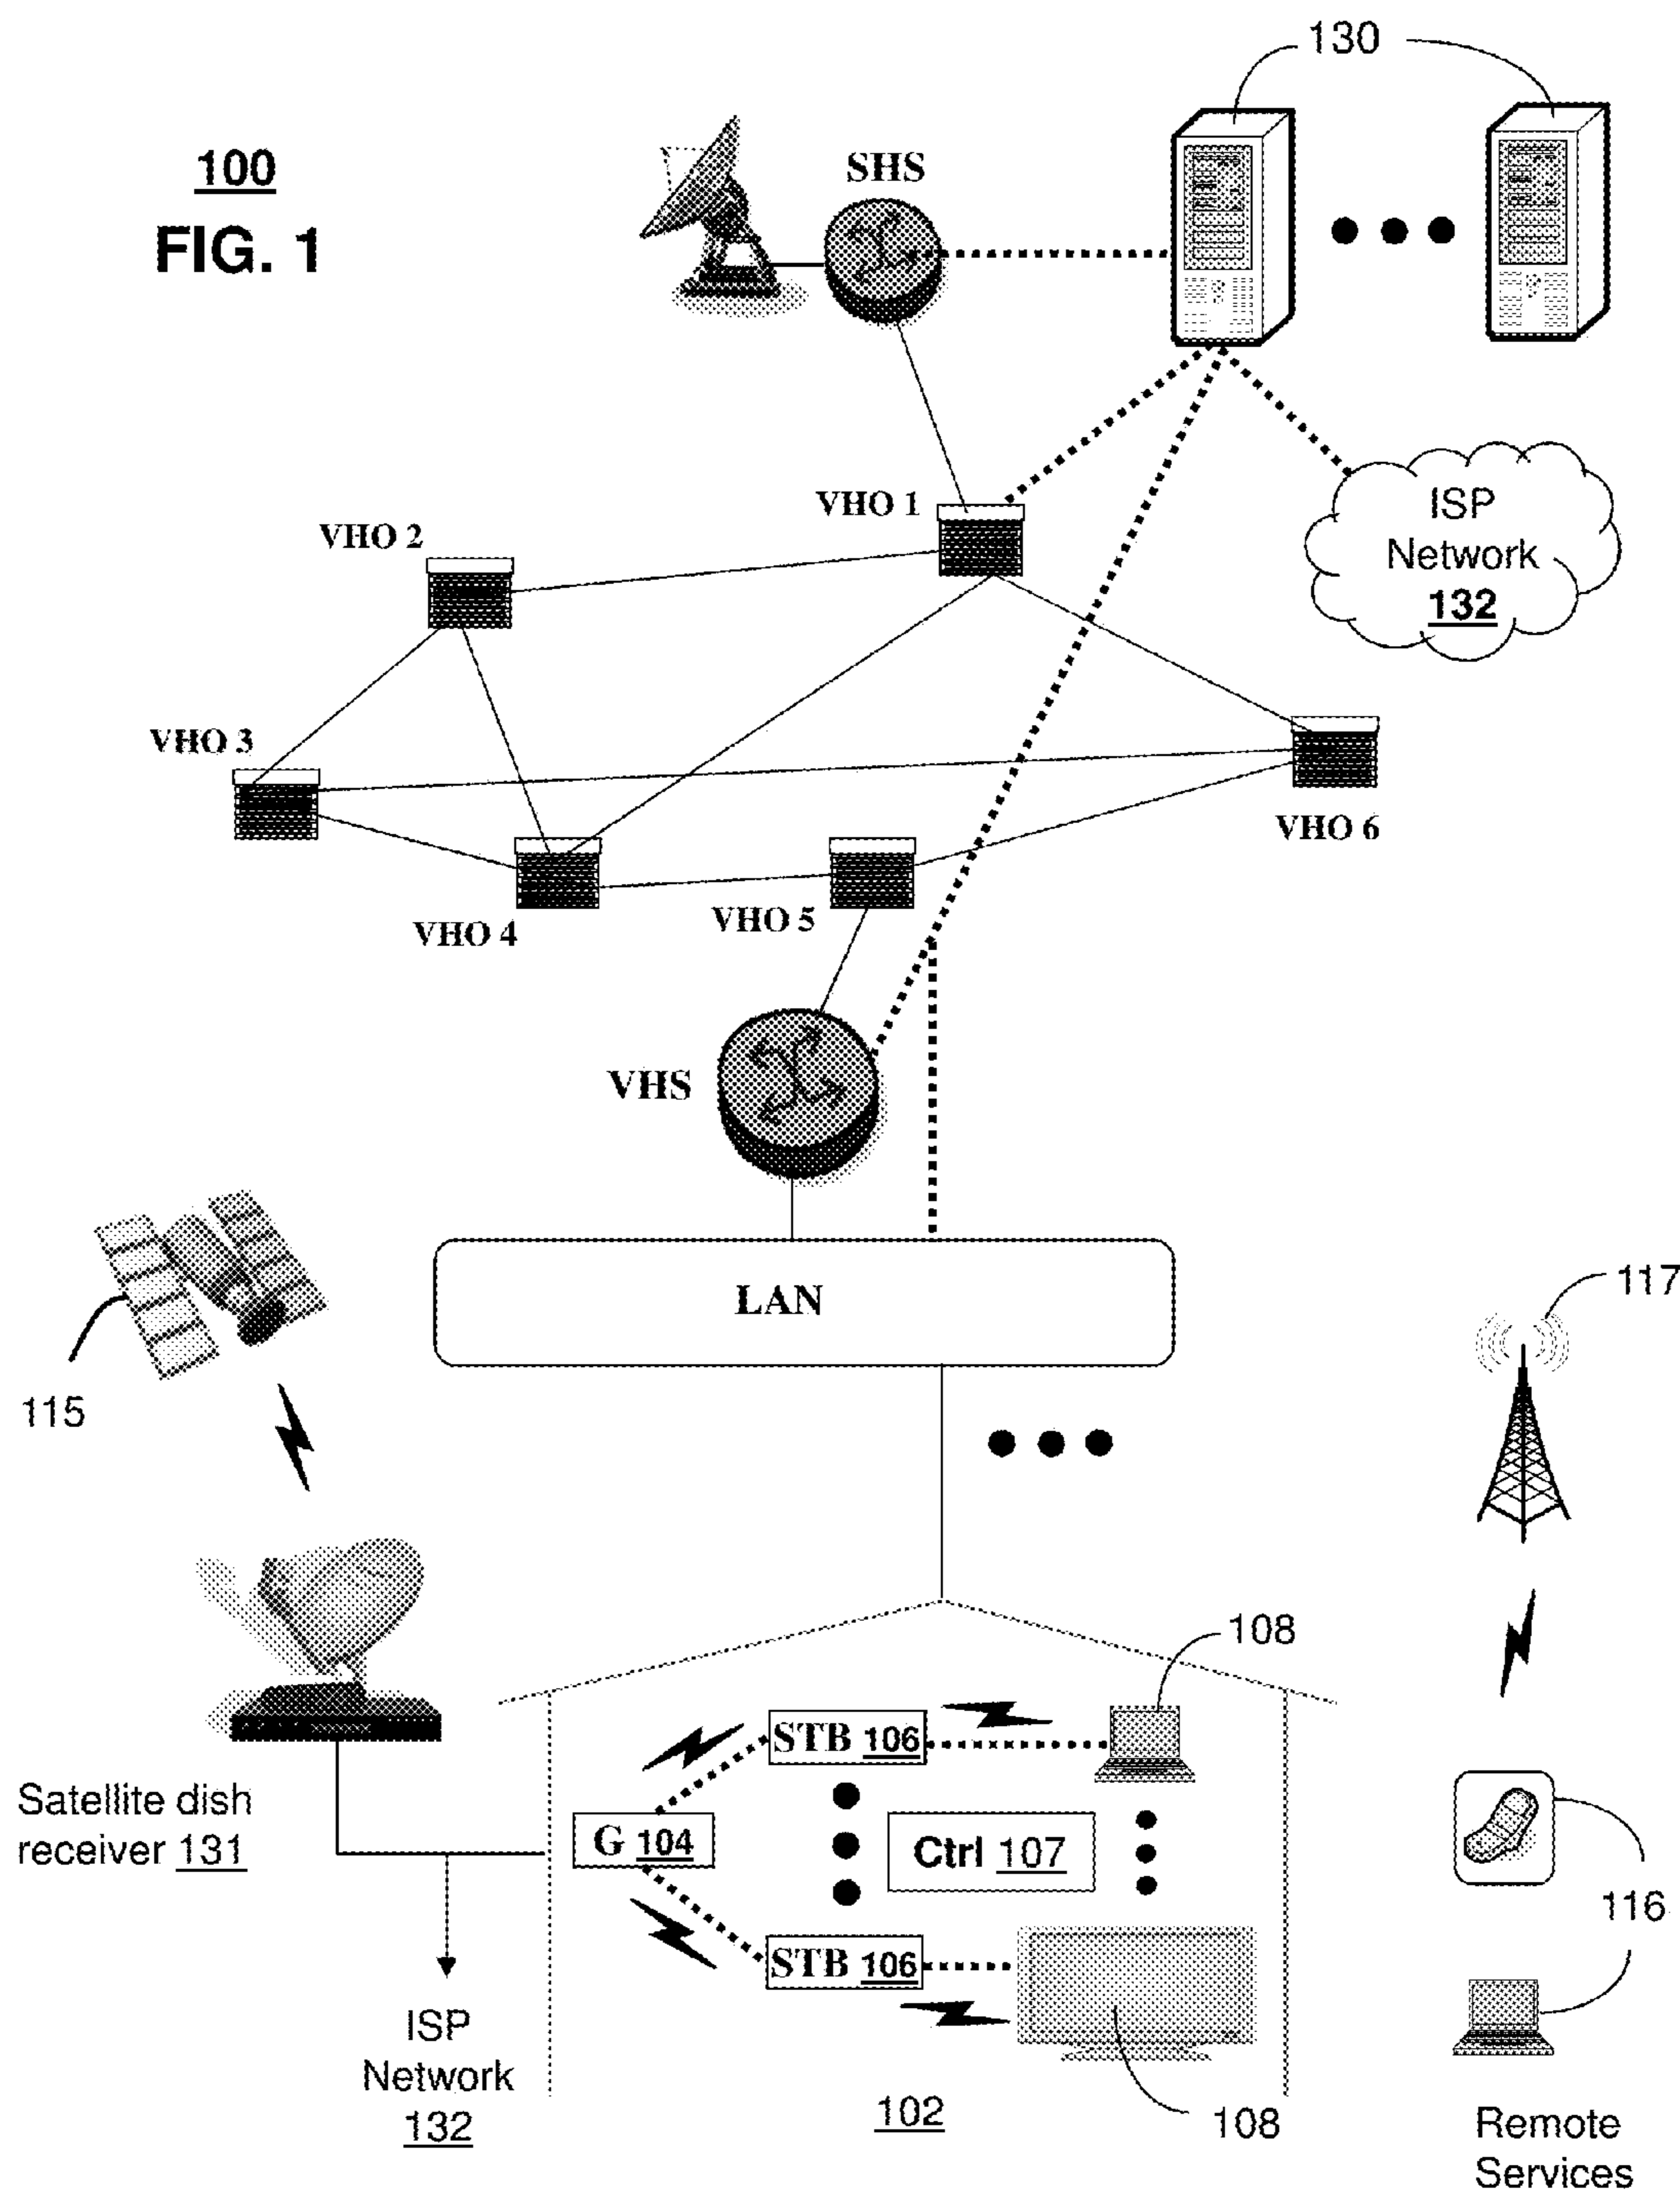 130
100
FIG. 1
SHS
VHO 1
ISP
Network
132
VHO 2
VHO 3
VHO 6
VHO 4
VHO 5
VHS
LAN
117
115
108
STB 106
Satellite dish
receiver 131
G 104
Ctrl 107
116
STB 106
ISP
Network
132
102
108
Remote
Services